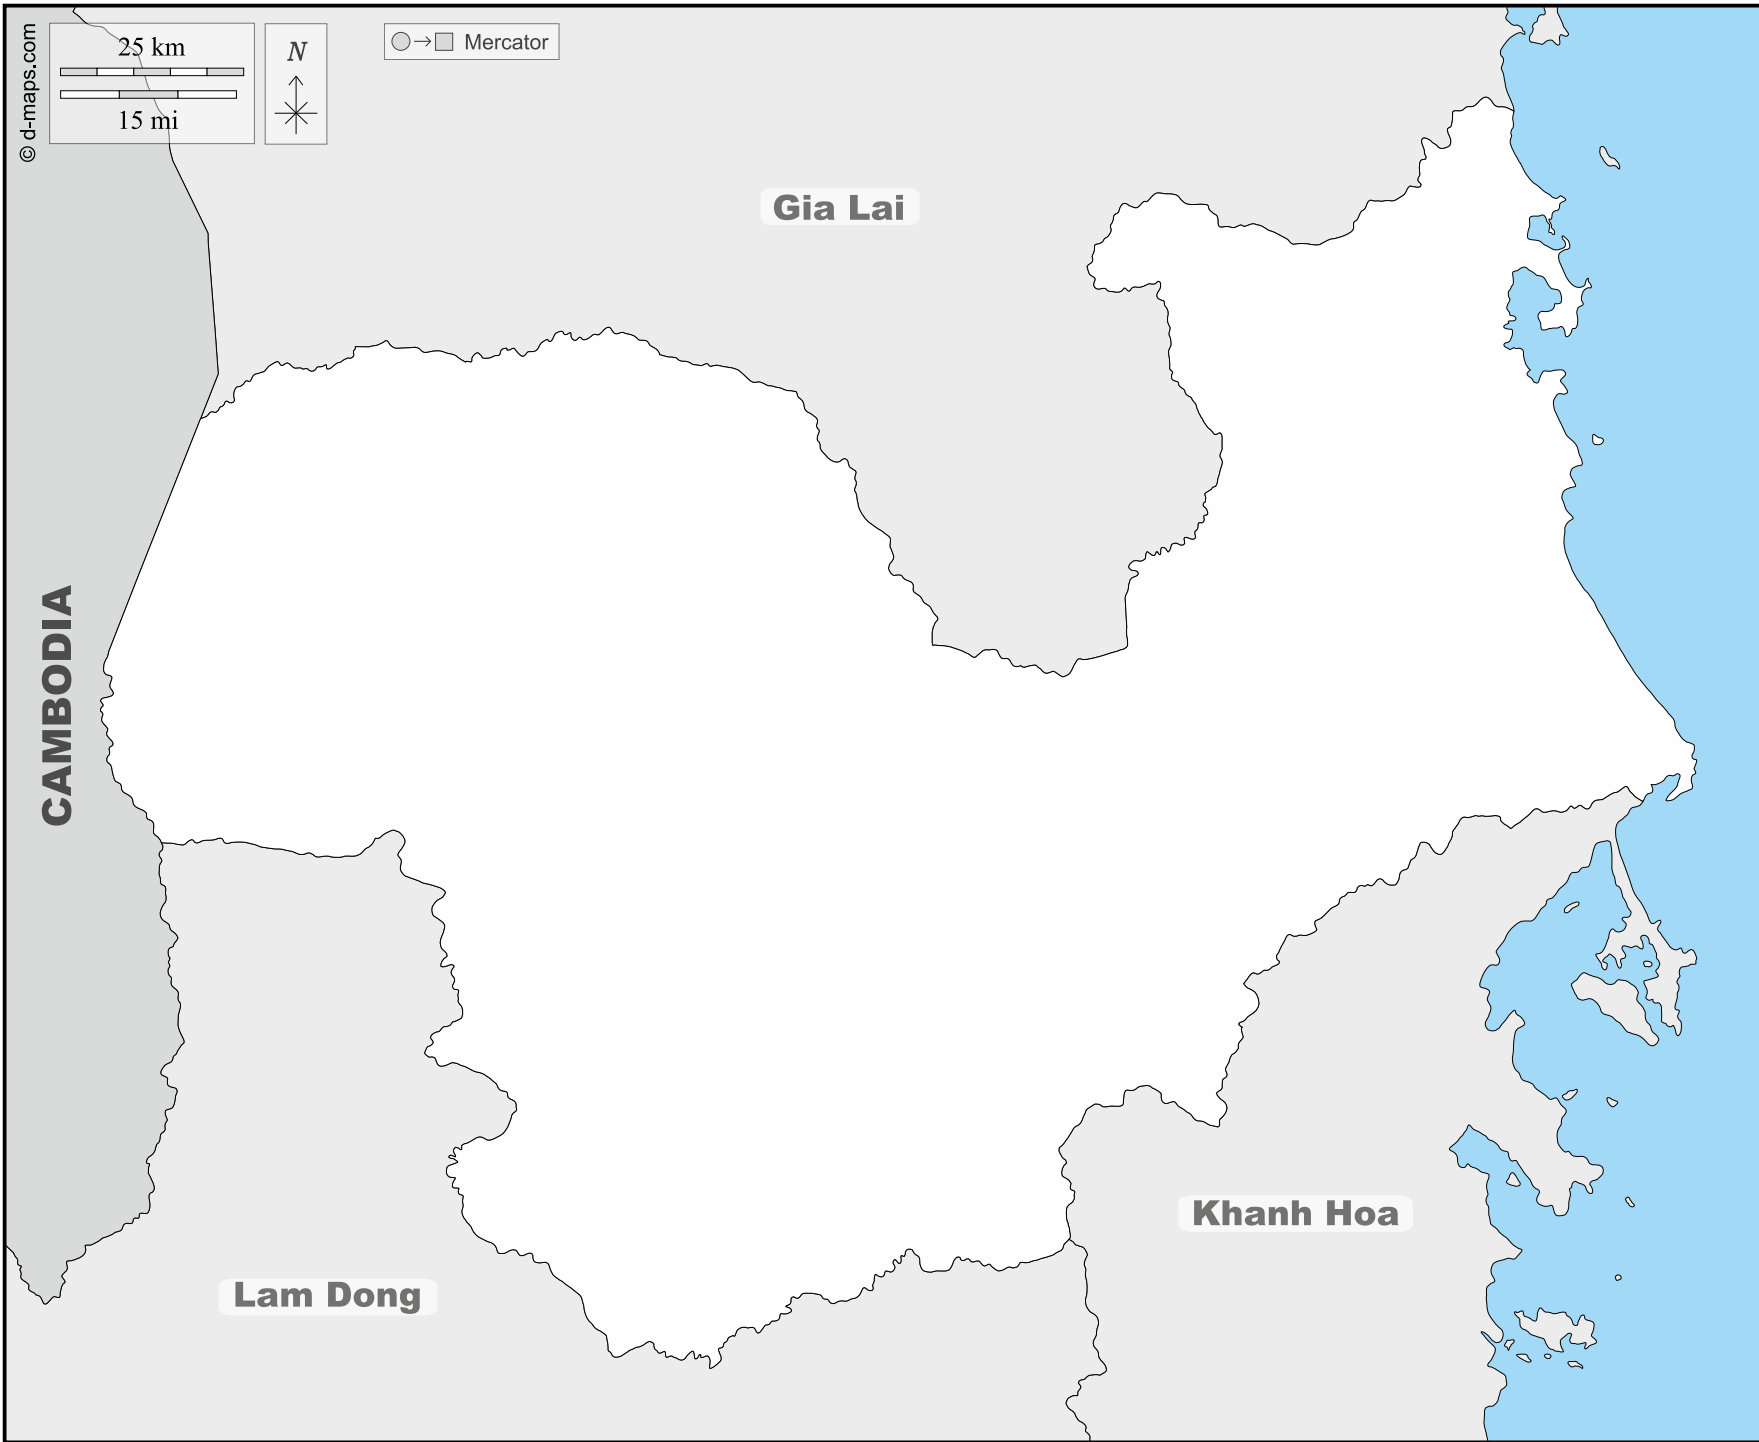 © d-maps.com
25 km
15 mi
N
Mercator
Gia Lai
CAMBODIA
Khanh Hoa
Lam Dong